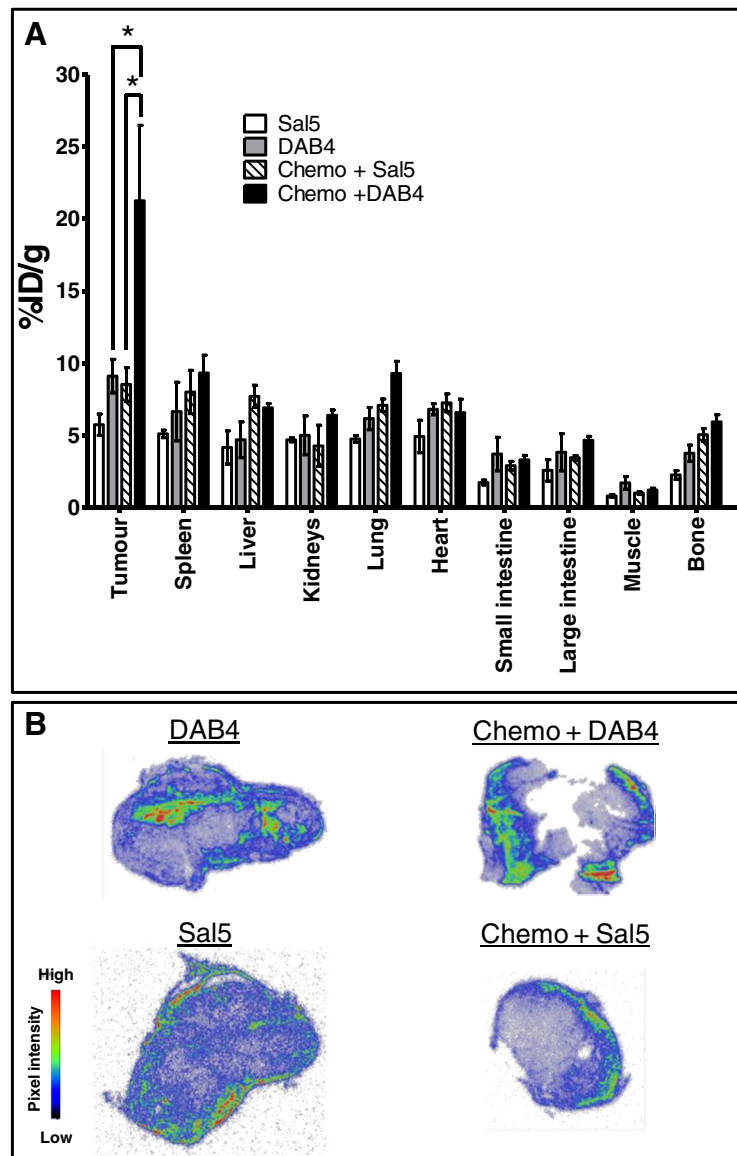 A
*
*
30
25
20
15
10
5
0
%ID/g
Sal5
DAB4
Chemo + Sal5
Chemo +DAB4
Tumour
Spleen
Liver
Kidneys
Lung
Heart
Small intestine
Large intestine
Muscle
Bone
B
DAB4
Chemo + DAB4
Sal5
Chemo + Sal5
High
Pixel intensity
Low